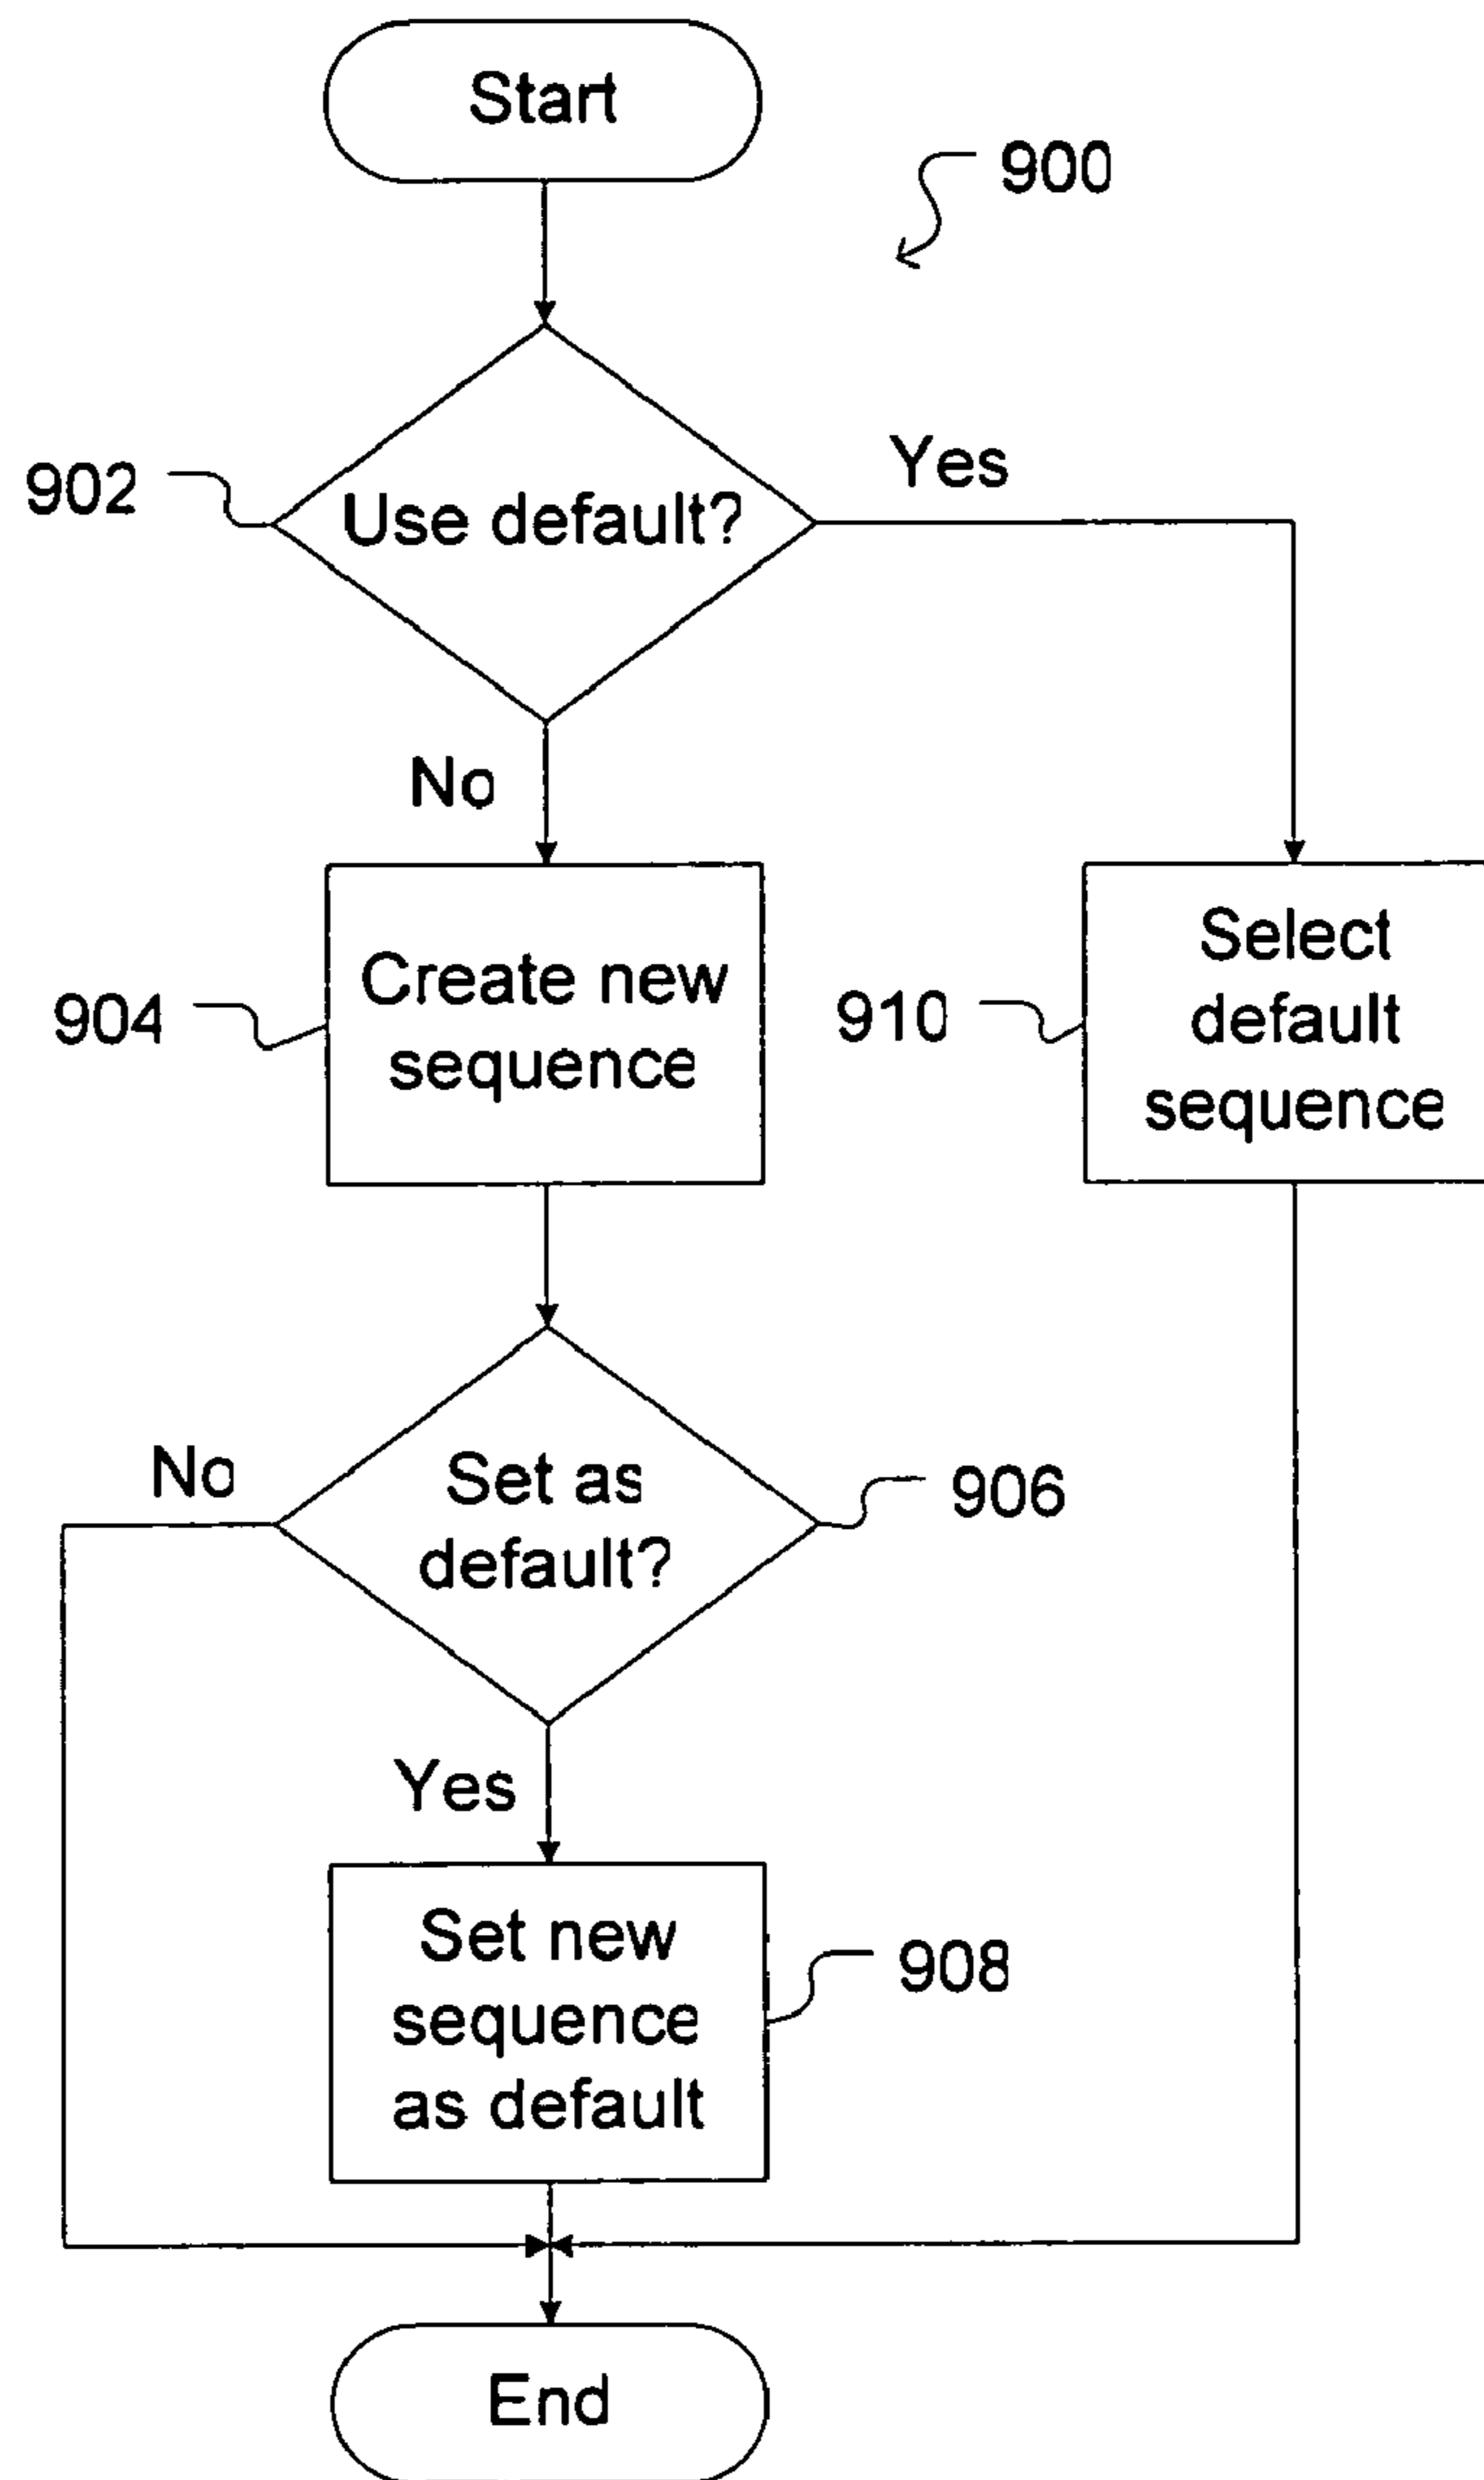 Start
900
902
Use default?
Yes
No
904
Create new
sequence
910
Select
default
sequence
No
Set as
default?
906
Yes
Set new
sequence
as default
908
End